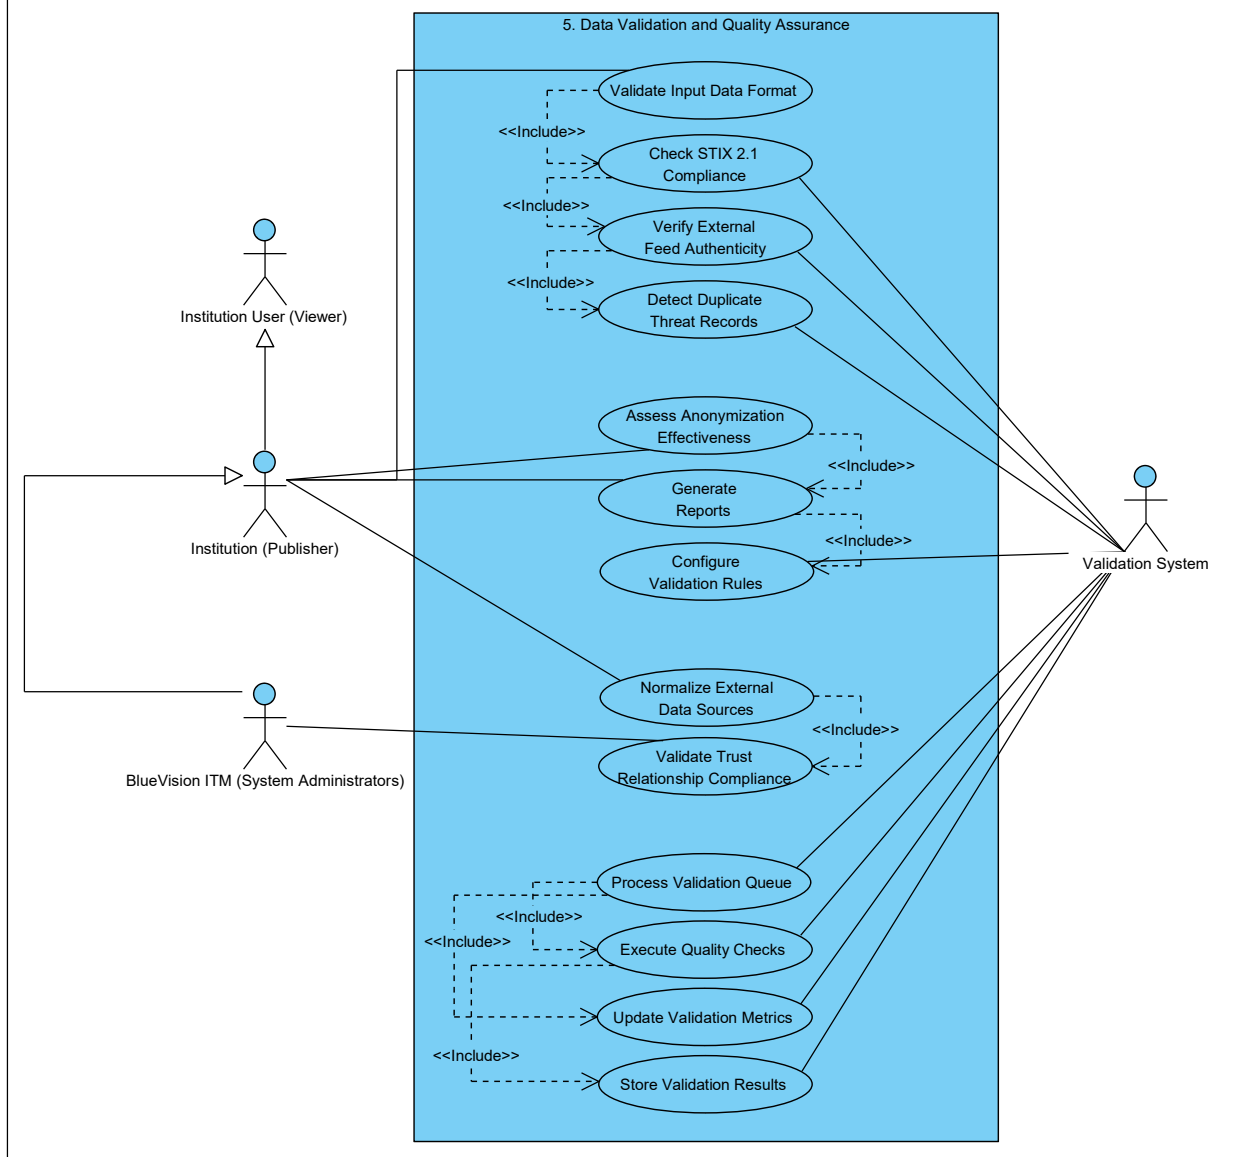 5. Data Validation and Quality Assurance
Validate Input Data Format
<<Include>>
Check STIX 2.1
Compliance
<<Include>>
Verify External
Feed Authenticity
<<Include>>
Detect Duplicate
Threat Records
Institution User (Viewer)
Assess Anonymization
Effectiveness
<<Include>>
Generate
Reports
<<Include>>
Institution (Publisher)
Configure
Validation Rules
Validation System
Normalize External
Data Sources
<<Include>>
Validate Trust
Relationship Compliance
BlueVision ITM (System Administrators)
Process Validation Queue
<<Include>>
<<Include>>
Execute Quality Checks
Update Validation Metrics
<<Include>>
Store Validation Results